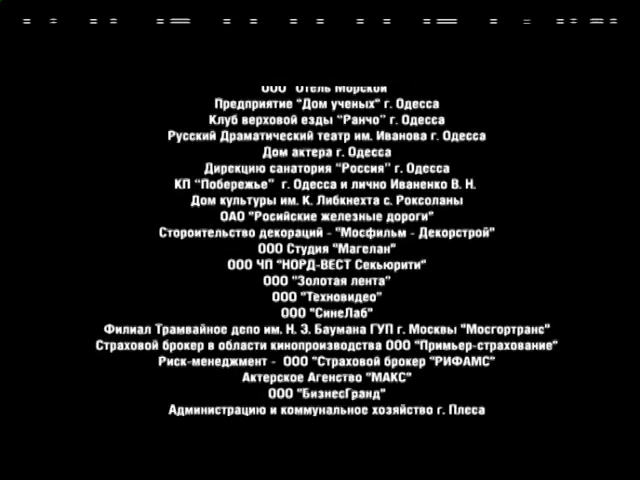 ООО "Отель Морской"
Предприятие "Дом ученых" г. Одесса
Клуб верховой езды "Ранчо" г. Одесса
Русский Драматический театр им. Иванова г. Одесса
Дом актера г. Одесса
Дирекцию санатория "Россия" г. Одесса
КП "Побережье" г. Одесса и лично Иваненко В. Н.
Дом культуры им. К. Либкнехта с. Роксоланы
ОАО "Росийские железные дороги"
Стороительство декораций - "Мосфильм - Декорстрой"
ООО Студия "Магелан"
ООО ЧП "НОРД-ВЕСТ Секьюрити"
ООО "Золотая лента"
ООО "Техновидео"
ООО "СинеЛаб"
Филиал Трамвайное депо им. Н. Э. Баумана ГУП г. Москвы "Мосгортранс"
Страховой брокер в области кинопроизводства ООО "Примьер-страхование"
Риск-менеджмент - ООО "Страховой брокер "РИФАМС"
Актерское Агенство "МАКС"
ООО "БизнесГранд"
Администрацию и коммунальное хозяйство г. Плеса